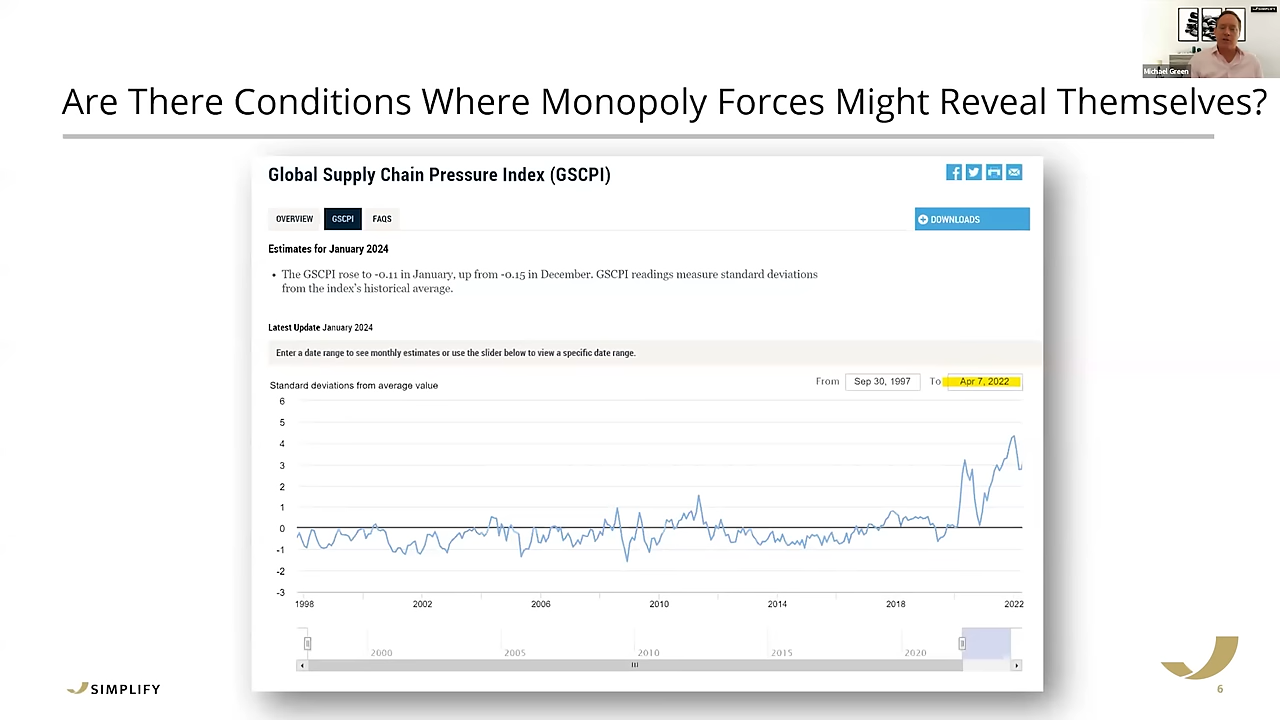 Michael Green
Are There Conditions Where Monopoly Forces Might Reveal Themselves?
Global Supply Chain Pressure Index (GSCPI)
OVERVIEW GSCPI FAQS
DOWNLOADS
Estimates for January 2024
• The GSCPI rose to -0.11 in January, up from -0.15 in December. GSCPI readings measure standard deviations
from the index's historical average.
Latest Update January 2024
Enter a date range to see monthly estimates or use the slider below to view a specific date range.
Standard deviations from average value
From Sep 30, 1997 To Apr 7, 2022
6
5
4
3
2
1
0
-1
-2
-3
1998 2002 2006 2010 2014 2018 2022
2000 2005 2010 2015 2020
SIMPLIFY
6